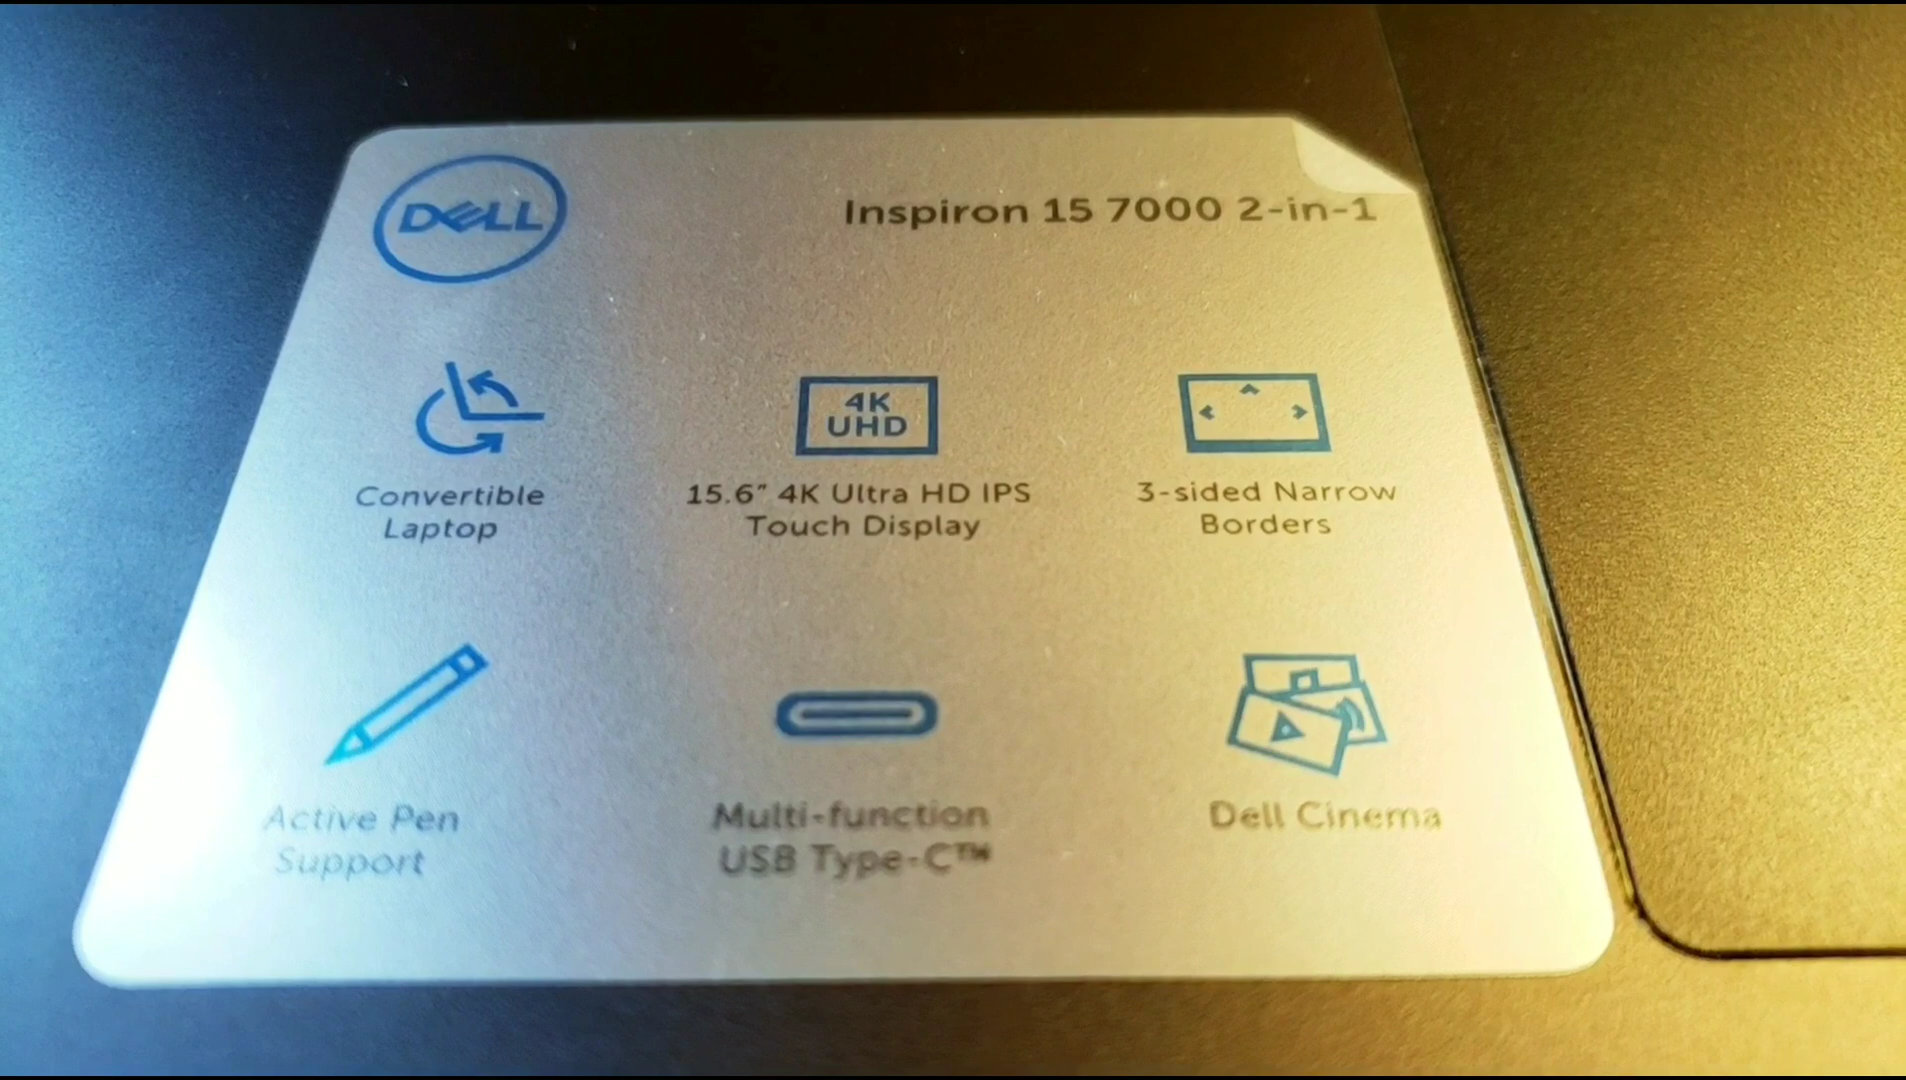 DELL
Inspiron 15 7000 2-in-1
Convertible
Laptop
4K
UHD
15.6″ 4K Ultra HD IPS
Touch Display
3-sided Narrow
Borders
Active Pen
Support
Multi-function
USB Type-C™
Dell Cinema